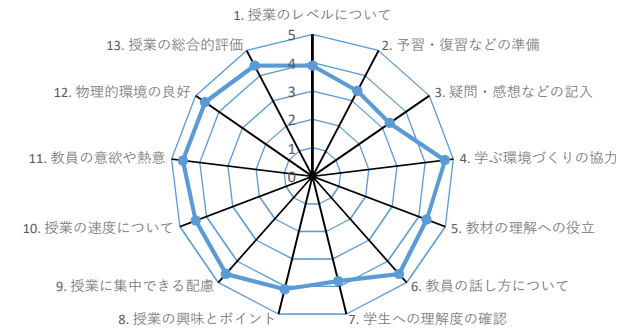 1. 授業のレベルについて
2. 予習・復習などの準備
3. 疑問・感想などの記入
4. 学ぶ環境づくりの協力
5. 教材の理解への役立
6. 教員の話し方について
7. 学生への理解度の確認
8. 授業の興味とポイント
9. 授業に集中できる配慮
10. 授業の速度について
11. 教員の意欲や熱意
12. 物理的環境の良好
13. 授業の総合的評価
5
4
3
2
1
0